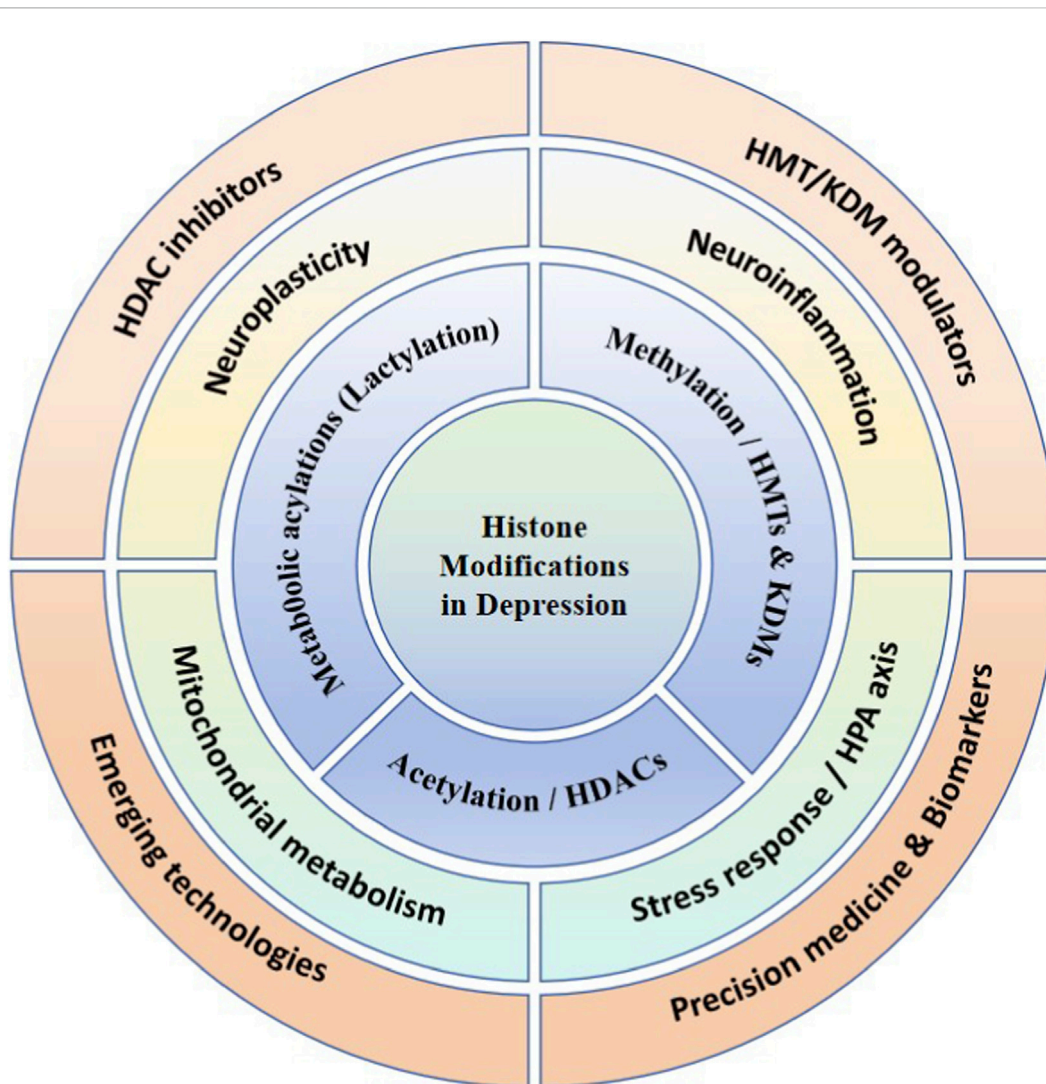 HDAC inhibitors
HMT/KDM modulators
Neuroplasticity
Neuroinflammation
Metab0olic acylations (Lactylation)
Methylation / HMTs & KDMs
Histone
Modifications
in Depression
Acetylation / HDACs
Mitochondrial metabolism
Stress response / HPA axis
Emerging technologies
Precision medicine & Biomarkers